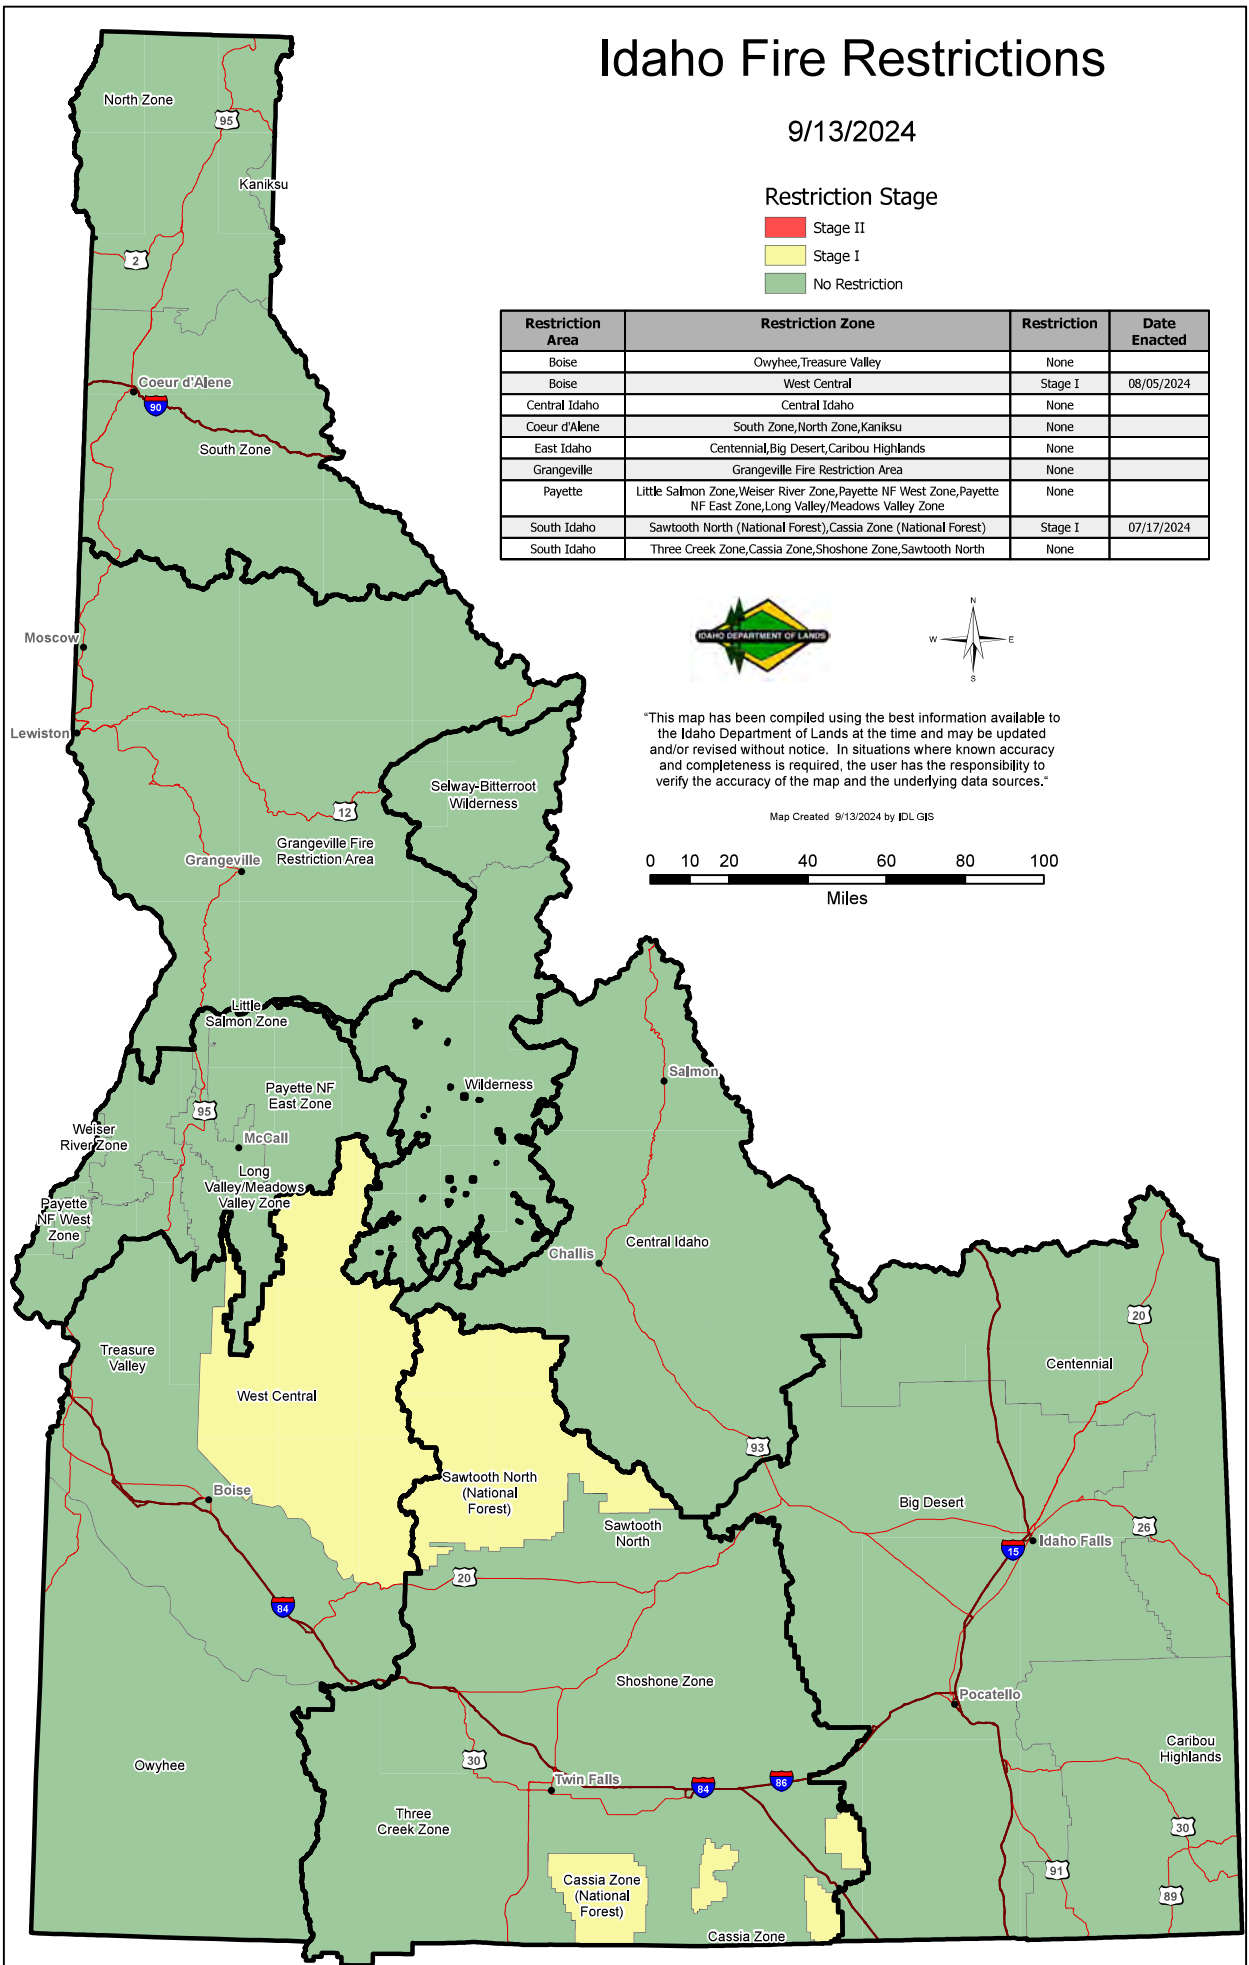 Idaho Fire Restrictions
9/13/2024
Restriction Stage
Stage II
Stage I
No Restriction
Restriction Area | Restriction Zone | Restriction | Date Enacted
Boise | Owyhee,Treasure Valley | None
Boise | West Central | Stage I | 08/05/2024
Central Idaho | Central Idaho | None
Coeur d'Alene | South Zone,North Zone,Kaniksu | None
East Idaho | Centennial,Big Desert,Caribou Highlands | None
Grangeville | Grangeville Fire Restriction Area | None
Payette | Little Salmon Zone,Weiser River Zone,Payette NF West Zone,Payette | None
NF East Zone,Long Valley/Meadows Valley Zone
South Idaho | Sawtooth North (National Forest),Cassia Zone (National Forest) | Stage I | 07/17/2024
South Idaho | Three Creek Zone,Cassia Zone,Shoshone Zone,Sawtooth North | None
IDAHO DEPARTMENT OF LANDS
N
W
E
S
"This map has been compiled using the best information available to
the Idaho Department of Lands at the time and may be updated
and/or revised without notice. In situations where known accuracy
and completeness is required, the user has the responsibility to
verify the accuracy of the map and the underlying data sources."
Map Created 9/13/2024 by IDL GIS
0 10 20 40 60 80 100
Miles
North Zone
95
Kaniksu
2
Coeur d'Alene
90
South Zone
Moscow
Lewiston
Selway-Bitterroot
Wilderness
12
Grangeville Fire
Restriction Area
Grangeville
Little
Salmon Zone
Salmon
Wilderness
Payette NF
East Zone
95
Weiser
River Zone
McCall
Long
Valley/Meadows
Valley Zone
Payette
NF West
Zone
Challis
Central Idaho
20
Treasure
Valley
Centennial
West Central
93
Sawtooth North
(National
Forest)
Boise
Big Desert
Sawtooth
North
26
15
Idaho Falls
20
84
Shoshone Zone
Pocatello
Owyhee
Caribou
Highlands
30
Twin Falls
84
86
Three
Creek Zone
30
91
Cassia Zone
(National
Forest)
89
Cassia Zone